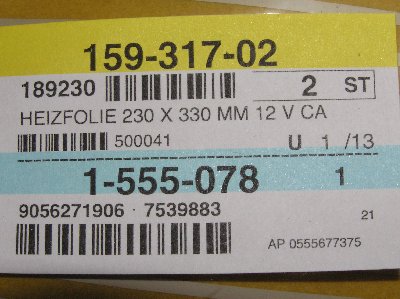 159-317-02
189230 2 ST
HEIZFOLIE 230 X 330 MM 12 V CA
500041 U 1 /13
1-555-078 1
9056271906 · 7539883
21
AP 0555677375